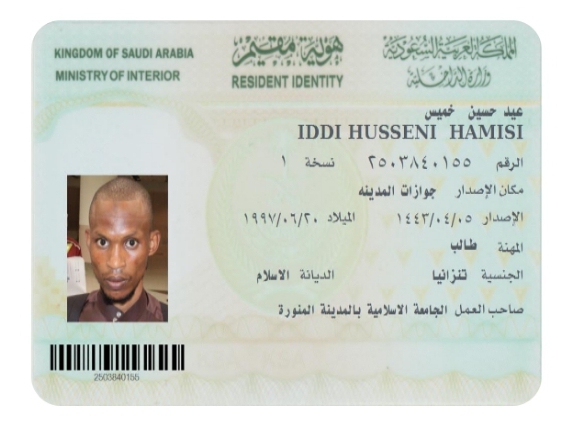 KINGDOM OF SAUDI ARABIA
MINISTRY OF INTERIOR
هوية مقيم
RESIDENT IDENTITY
المملكة العربية السعودية
وزارة الداخلية
عيد حسين خميس
IDDI HUSSENI HAMISI
الرقم ٢٥٠٣٨٤٠١٥٥ نسخة ١
مكان الإصدار جوازات المدينه
الإصدار ١٤٤٣/٠٤/٠٥ الميلاد ١٩٩٧/٠٦/٢٠
المهنة طالب
الجنسية تنزانيا الديانة الاسلام
صاحب العمل الجامعة الاسلامية بالمدينة المنورة
2503840155